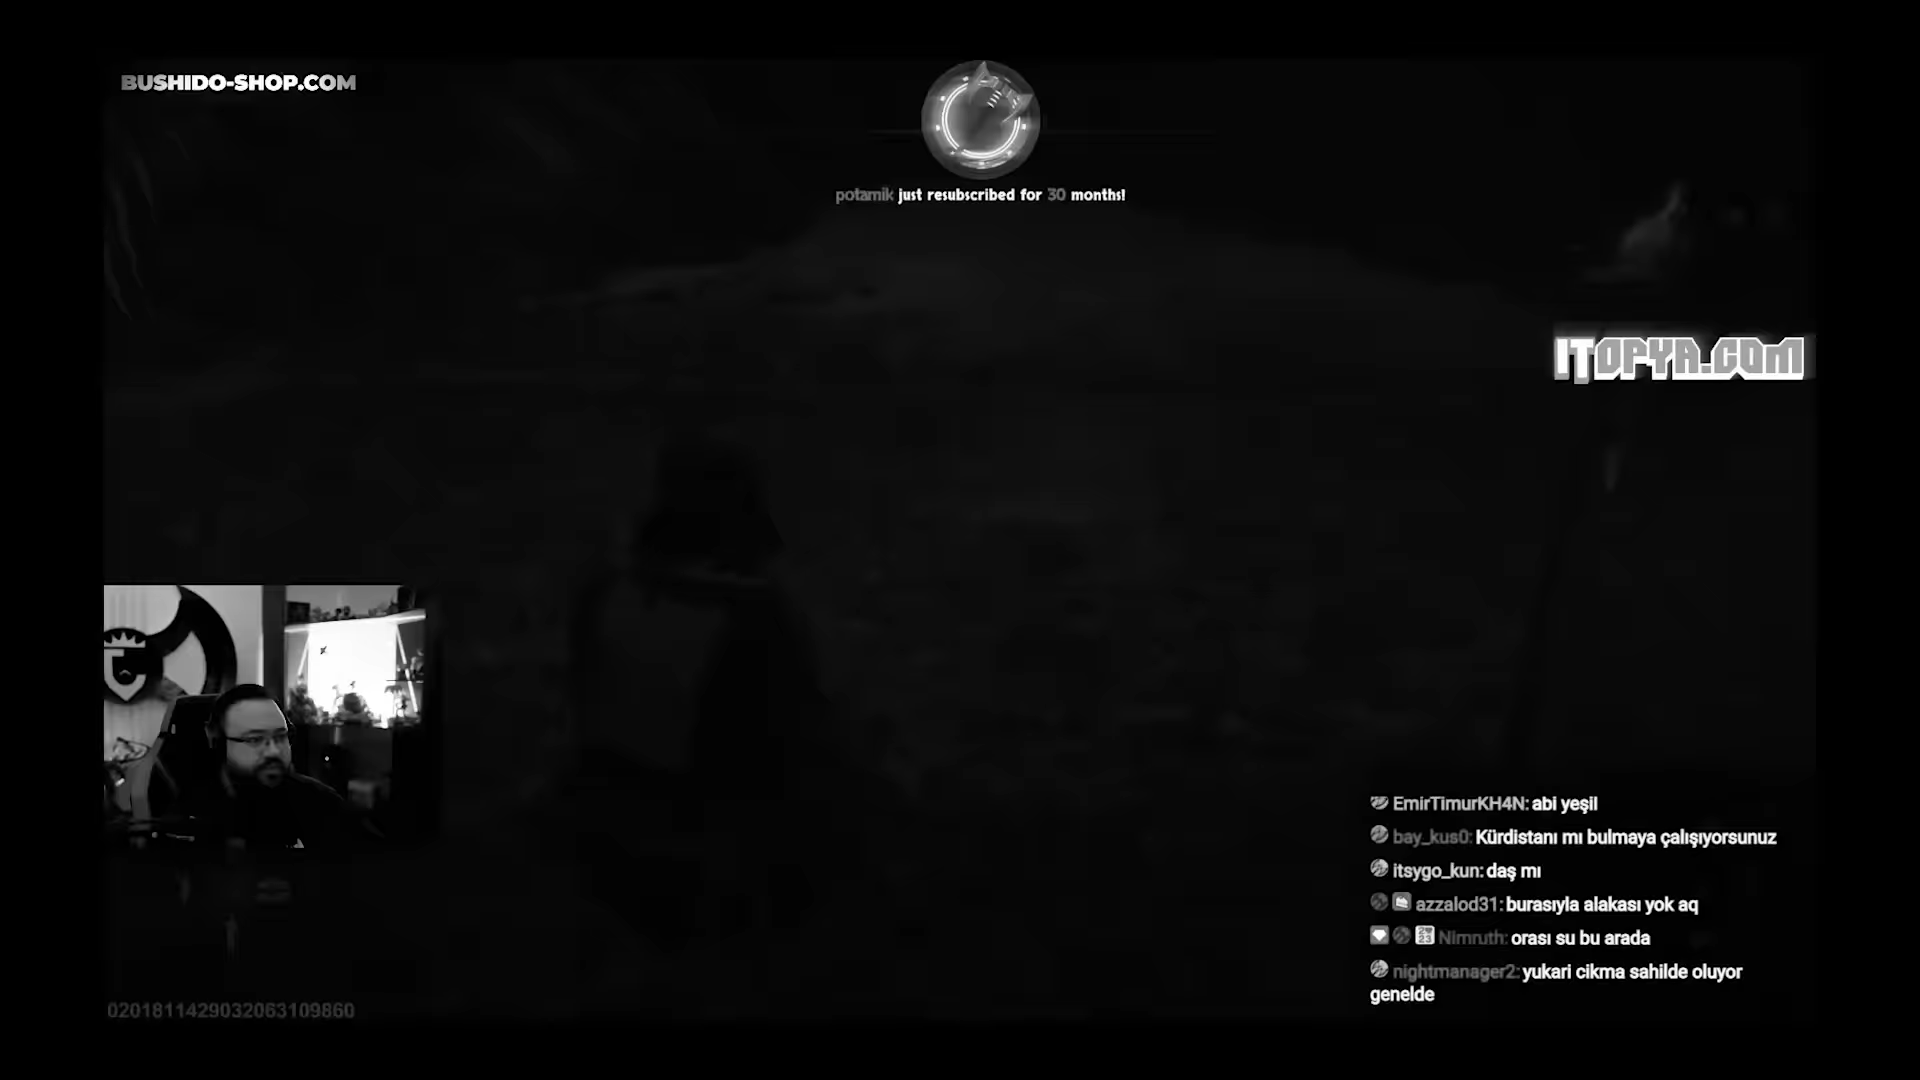 BUSHIDO-SHOP.COM
potamik just resubscribed for 30 months!
ITOPYA.COM
EmirTimurKH4N: abi yeşil
bay_kus0: Kürdistanı mı bulmaya çalışıyorsunuz
itsygo_kun: daş mı
azzalod31: burasıyla alakası yok aq
Nimruth: orası su bu arada
nightmanager2: yukari cikma sahilde oluyor
genelde
0201811429032063109860